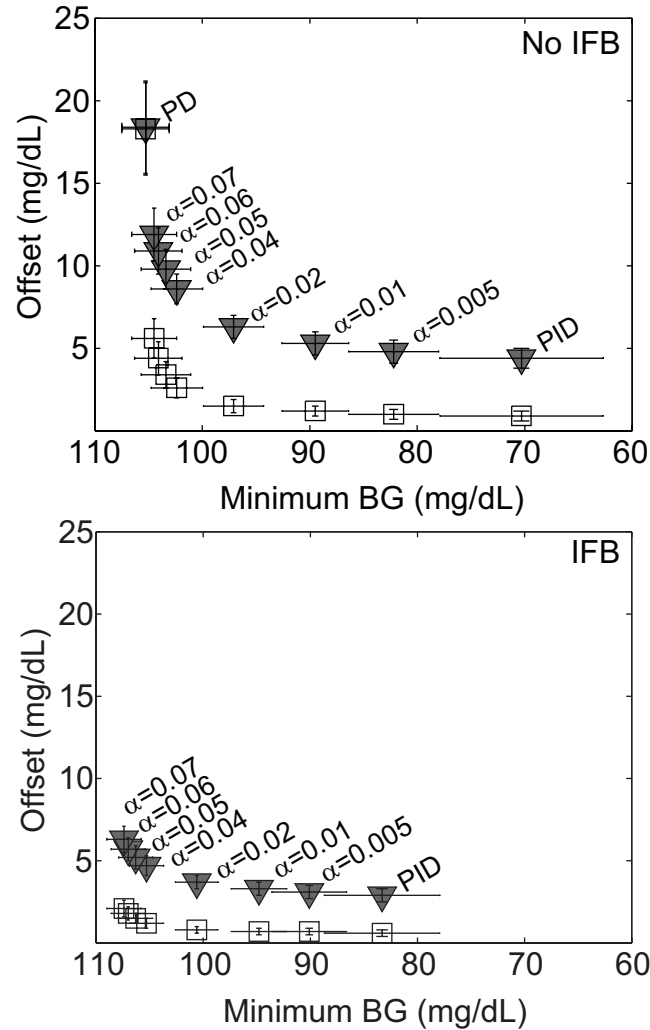 No IFB
25
20
15
10
5
Offset (mg/dL)
PD
α=0.07
α=0.06
α=0.05
α=0.04
α=0.02
α=0.01
α=0.005
PID
110 100 90 80 70 60
Minimum BG (mg/dL)
IFB
25
20
15
10
5
Offset (mg/dL)
α=0.07
α=0.06
α=0.05
α=0.04
α=0.02
α=0.01
α=0.005
PID
110 100 90 80 70 60
Minimum BG (mg/dL)